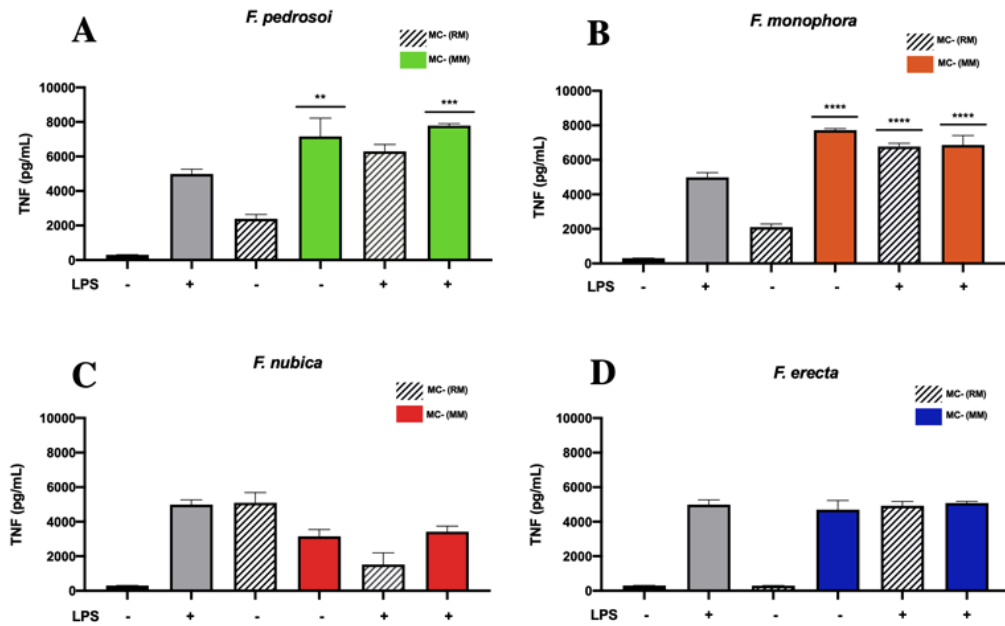 A
F. pedrosoi
MC- (RM)
MC- (MM)
TNF (pg/mL)
10000
8000
6000
4000
2000
0
**
***
LPS - + - - + +
B
F. monophora
MC- (RM)
MC- (MM)
TNF (pg/mL)
10000
8000
6000
4000
2000
0
****
****
****
LPS - + - - + +
C
F. nubica
MC- (RM)
MC- (MM)
TNF (pg/mL)
10000
8000
6000
4000
2000
0
LPS - + - - + +
D
F. erecta
MC- (RM)
MC- (MM)
TNF (pg/mL)
10000
8000
6000
4000
2000
0
LPS - + - - + +